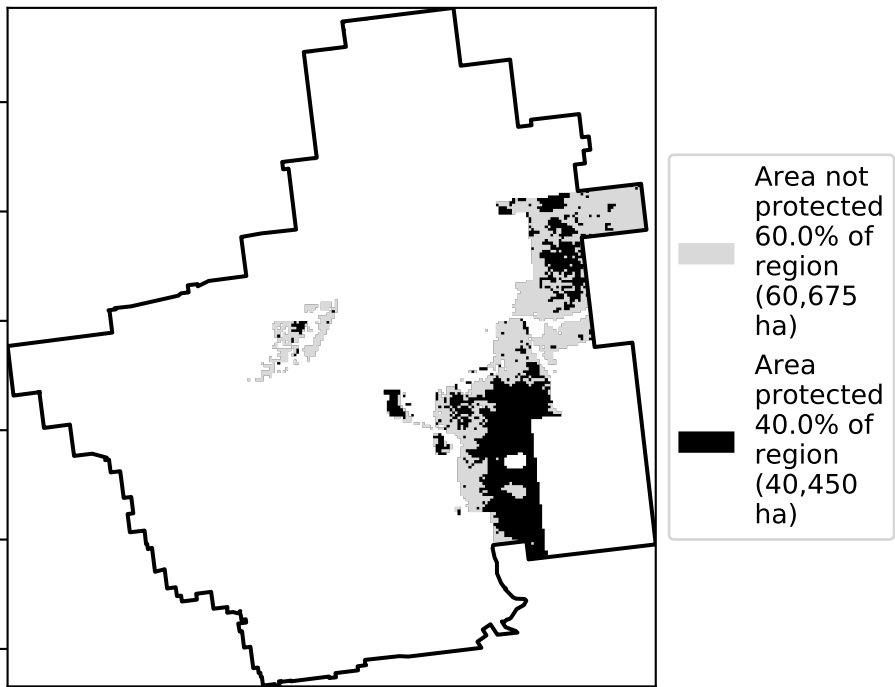 Area not
protected
60.0% of
region
(60,675
ha)
Area
protected
40.0% of
region
(40,450
ha)